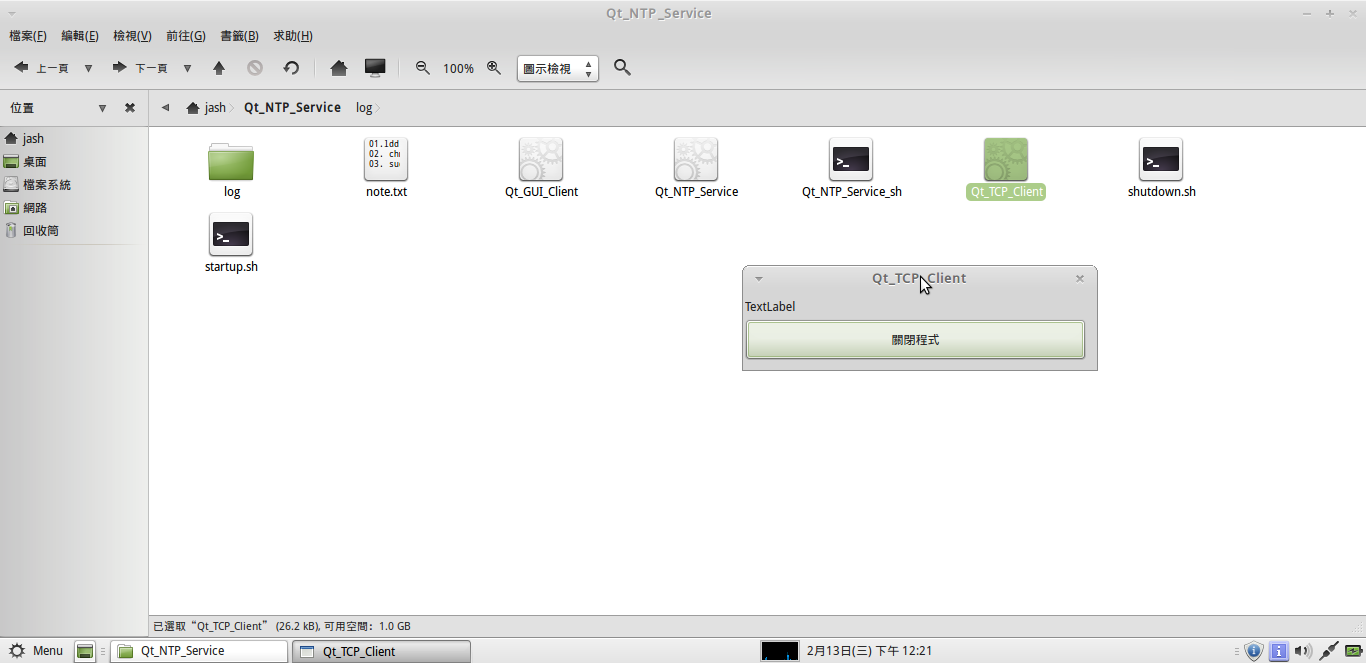 Qt_NTP_Service
檔案(F) 編輯(E) 檢視(V) 前往(G) 書籤(B) 求助(H)
上一頁 下一頁 100% 圖示檢視
位置 jash Qt_NTP_Service log
jash
桌面
檔案系統
網路
回收筒
01.ldd
02. ch
03. su
log note.txt Qt_GUI_Client Qt_NTP_Service Qt_NTP_Service_sh Qt_TCP_Client shutdown.sh
startup.sh
Qt_TCP_Client
TextLabel
關閉程式
已選取“Qt_TCP_Client” (26.2 kB), 可用空間: 1.0 GB
Menu Qt_NTP_Service Qt_TCP_Client 2月13日(三) 下午 12:21